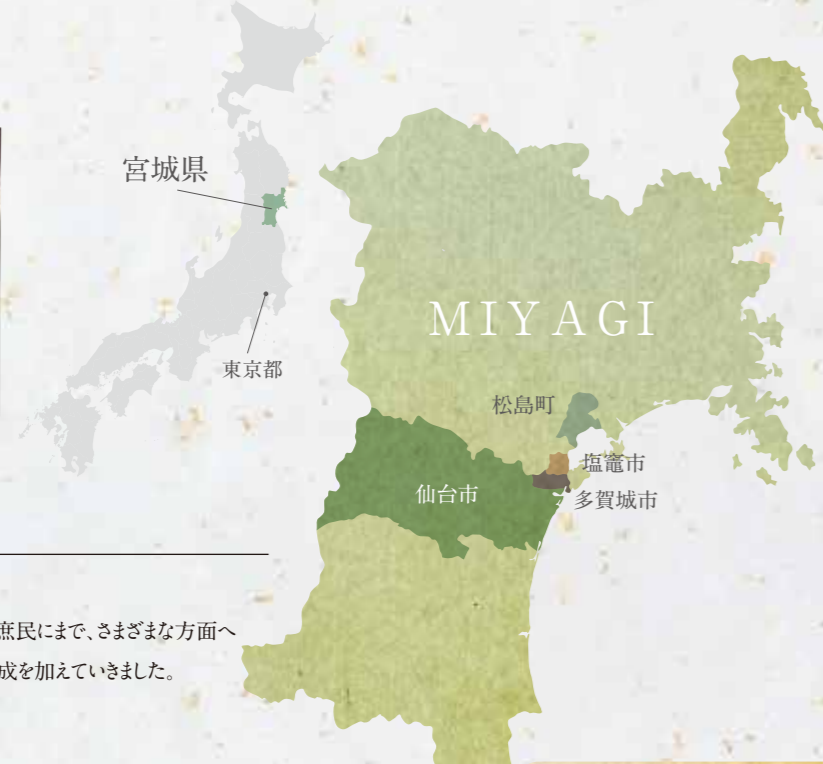 宮城県
東京都
MIYAGI
松島町
塩竈市
仙台市
多賀城市
庶民にまで、さまざまな方面へ
成を加えていきました。